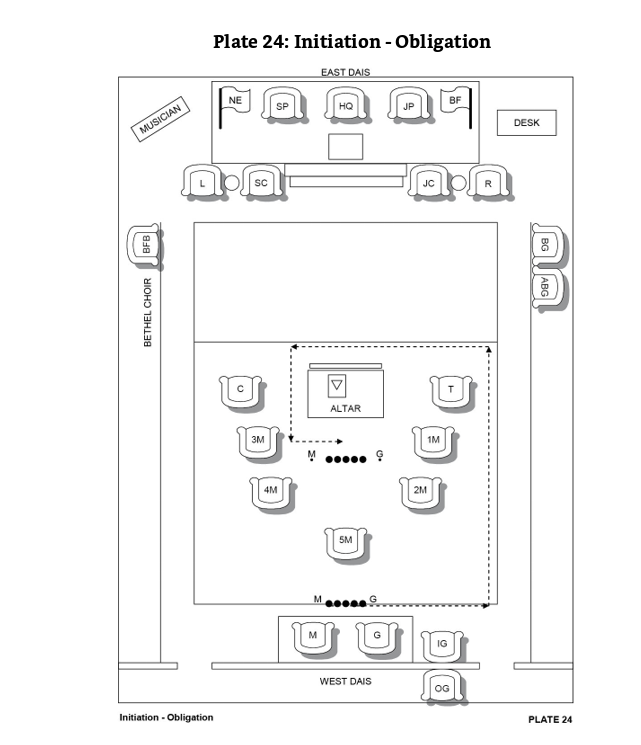 Plate 24: Initiation - Obligation
EAST DAIS
NE
SP
HQ
JP
BF
MUSICIAN
DESK
L
SC
JC
R
BFB
BG
BETHEL CHOIR
ABG
C
ALTAR
T
3M
1M
M
G
4M
2M
5M
M
G
M
G
IG
WEST DAIS
OG
Initiation - Obligation
PLATE 24